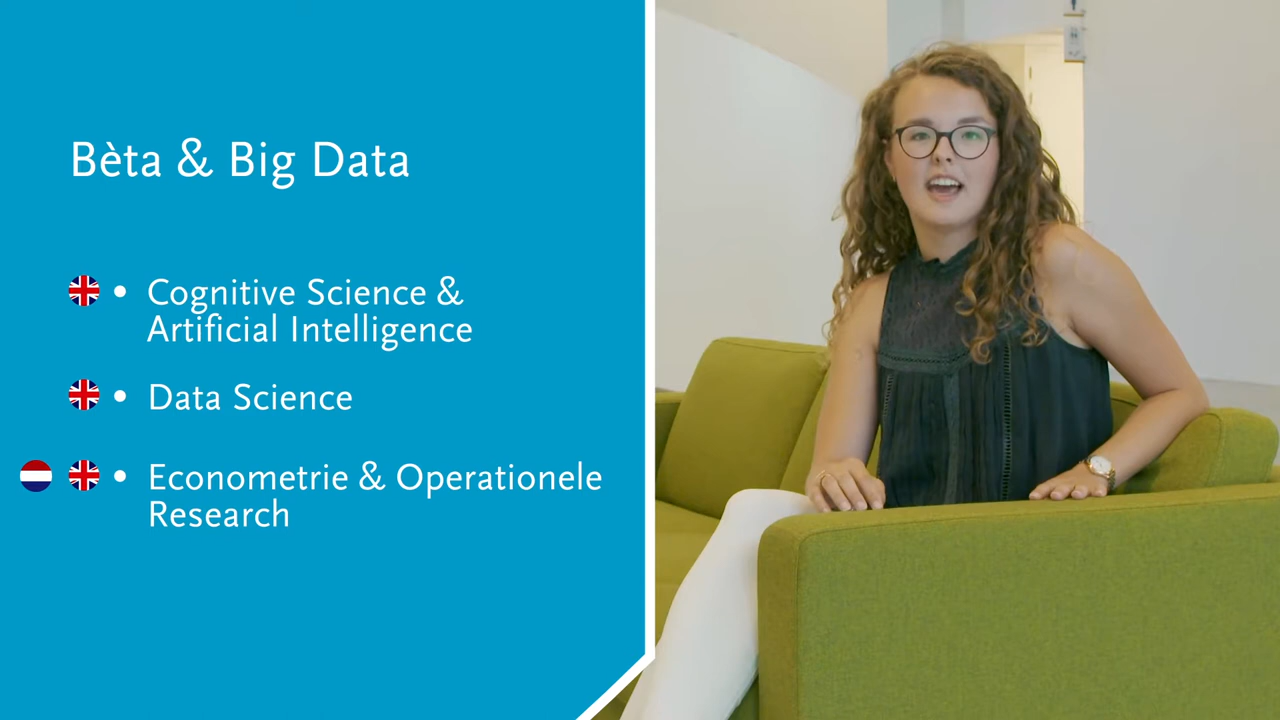 Bèta & Big Data
• Cognitive Science &
Artificial Intelligence
• Data Science
• Econometrie & Operationele
Research